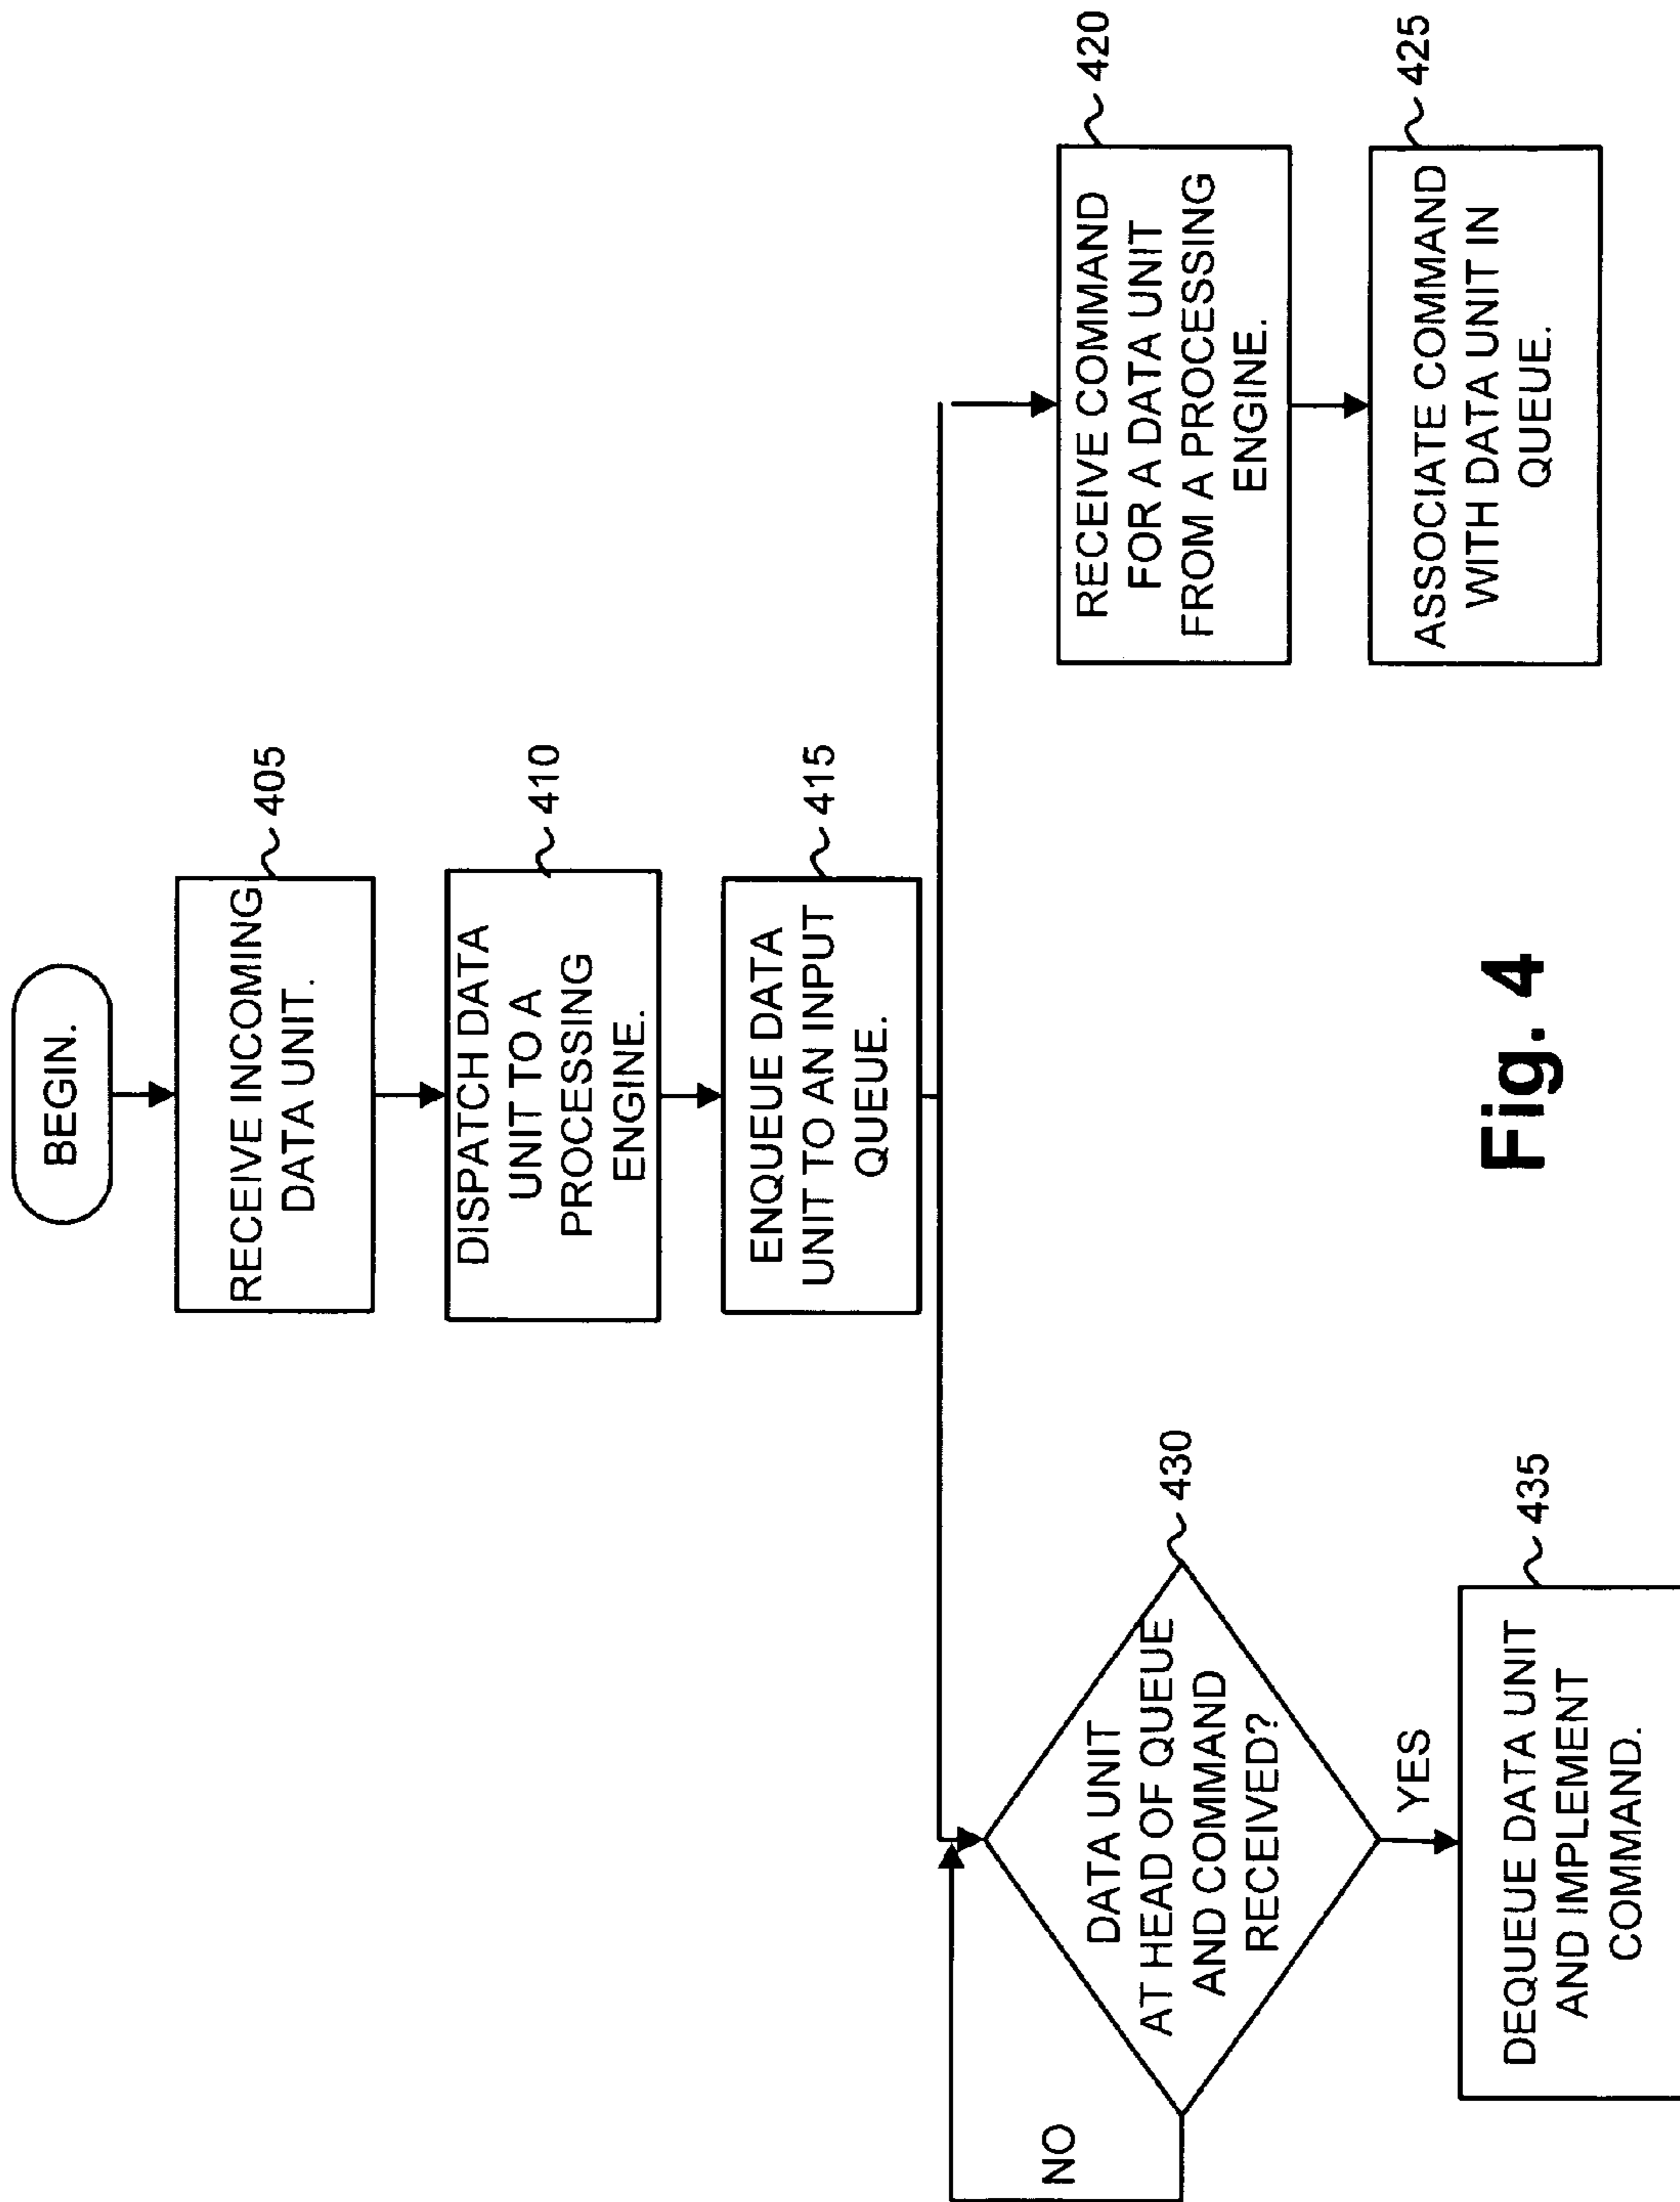 BEGIN.
RECEIVE INCOMING
DATA UNIT.
405
DISPATCH DATA
UNIT TO A
PROCESSING
ENGINE.
410
ENQUEUE DATA
UNIT TO AN INPUT
QUEUE.
415
DATA UNIT
AT HEAD OF QUEUE
AND COMMAND
RECEIVED?
430
NO
YES
DEQUEUE DATA UNIT
AND IMPLEMENT
COMMAND.
435
RECEIVE COMMAND
FOR A DATA UNIT
FROM A PROCESSING
ENGINE.
420
ASSOCIATE COMMAND
WITH DATA UNIT IN
QUEUE.
425
Fig. 4